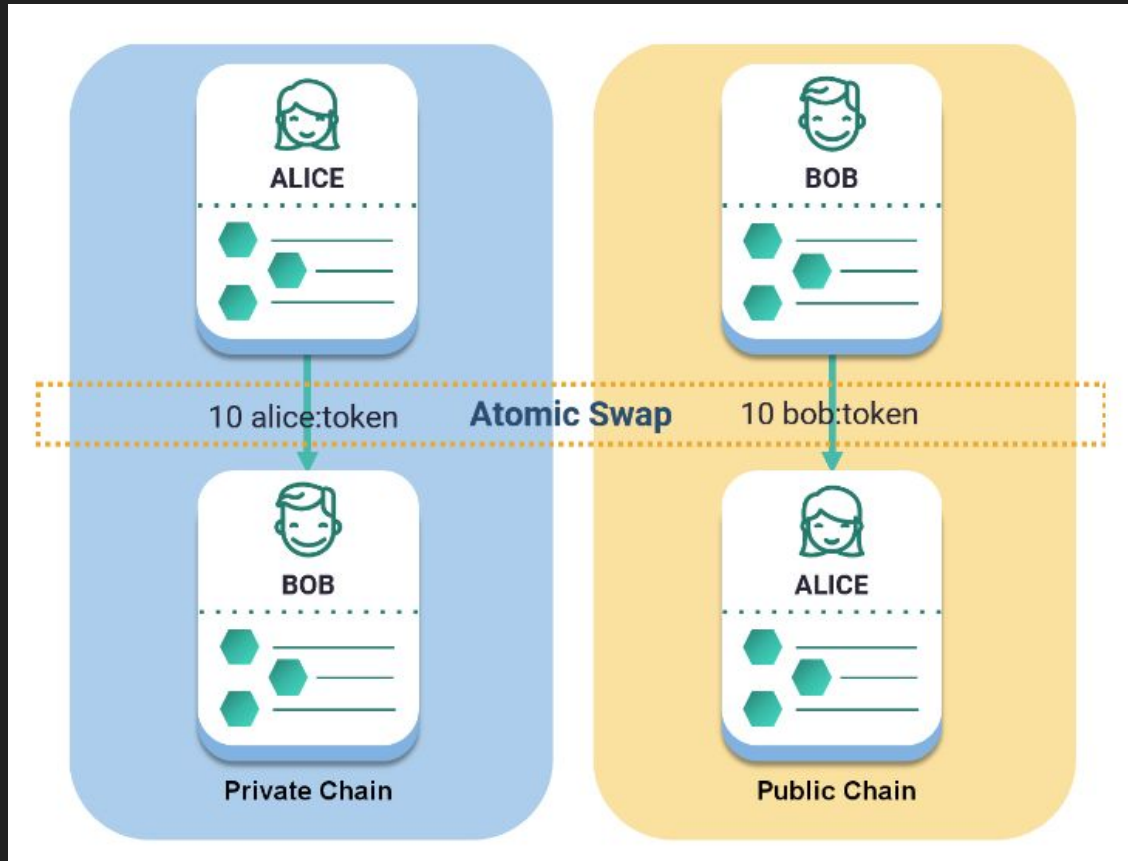 ALICE
BOB
10 alice:token
Atomic Swap
10 bob:token
BOB
ALICE
Private Chain
Public Chain